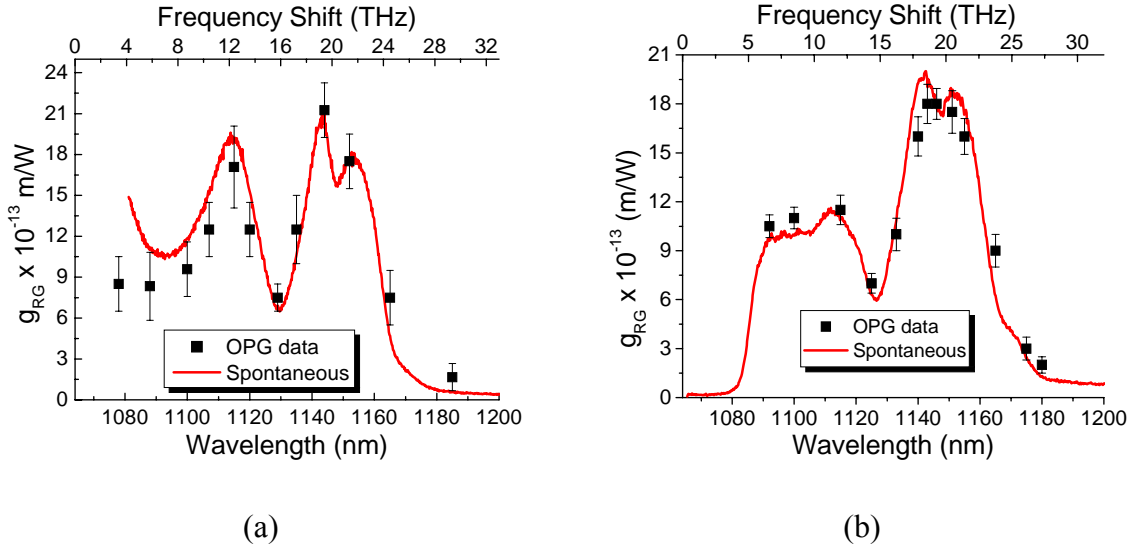 Frequency Shift (THz)
0 4 8 12 16 20 24 28 32
24
21
18
15
12
9
6
3
0
g_RG x 10^-13 m/W
OPG data
Spontaneous
1080 1100 1120 1140 1160 1180 1200
Wavelength (nm)
(a)
Frequency Shift (THz)
0 5 10 15 20 25 30
21
18
15
12
9
6
3
0
g_RG x 10^-13 (m/W)
OPG data
Spontaneous
1080 1100 1120 1140 1160 1180 1200
Wavelength (nm)
(b)